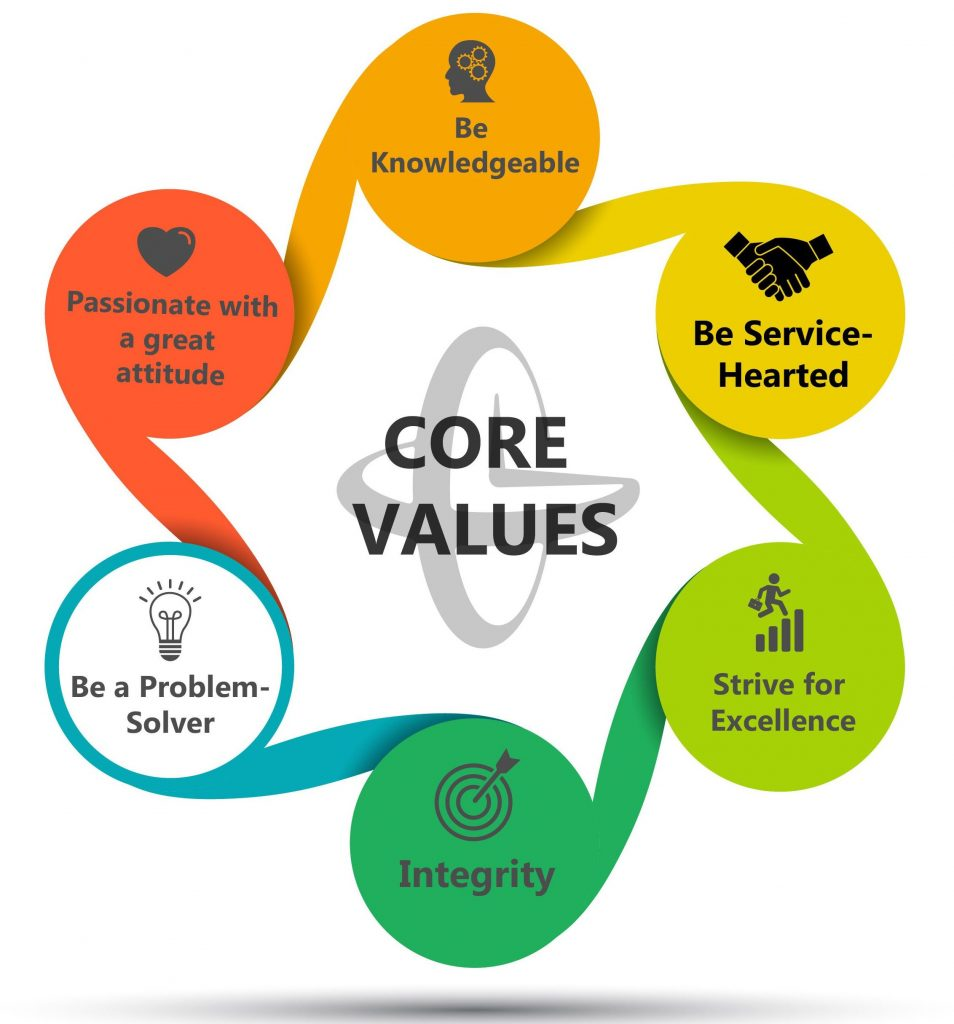 Be
Knowledgeable
Passionate with
a great
attitude
Be Service-
Hearted
CORE
VALUES
Be a Problem-
Solver
Strive for
Excellence
Integrity